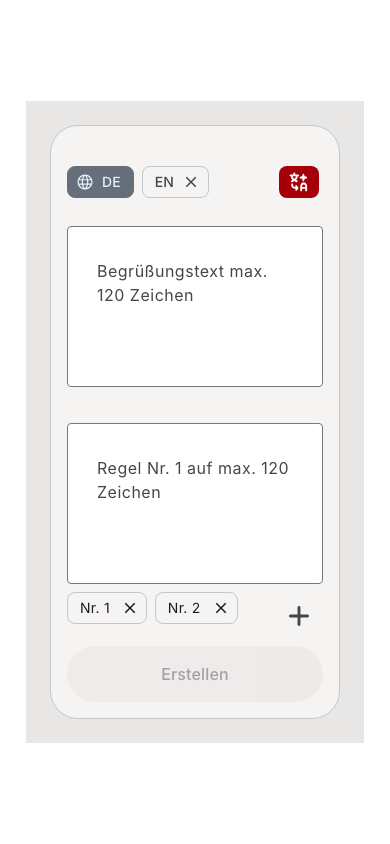 DE
EN
Begrüßungstext max.
120 Zeichen
Regel Nr. 1 auf max. 120
Zeichen
Nr. 1
Nr. 2
Erstellen